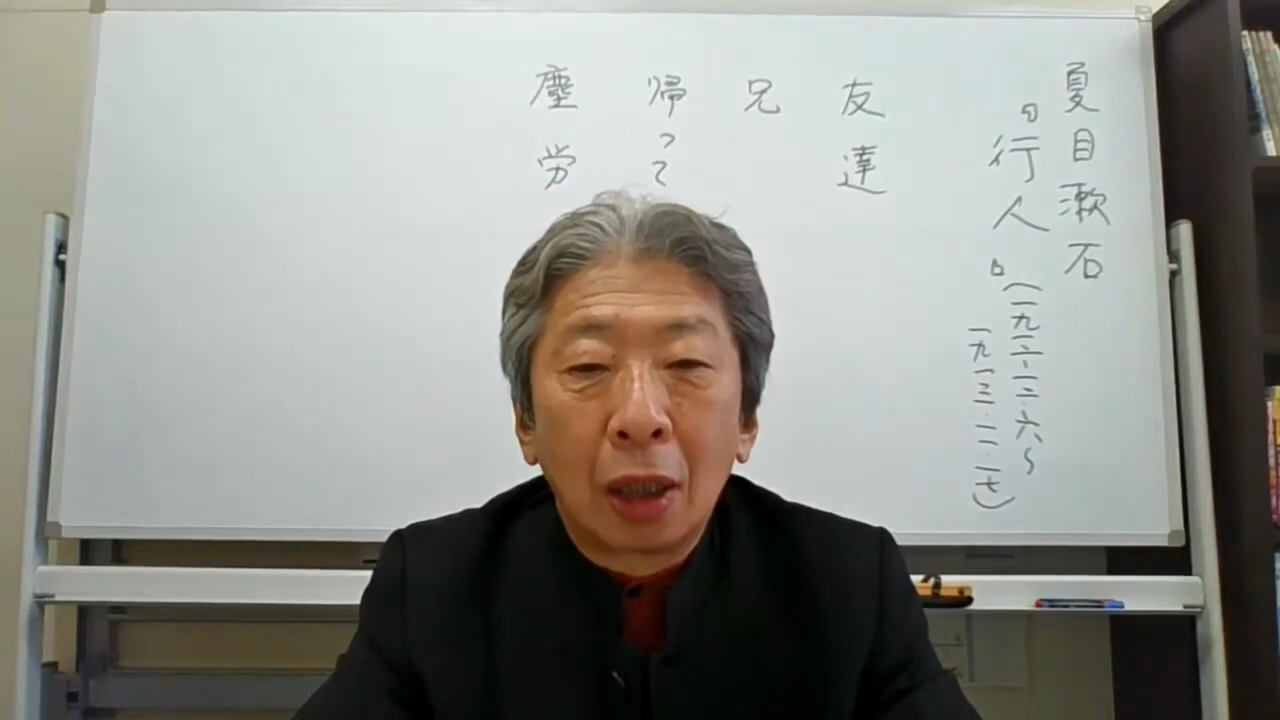 夏目漱石
『行人』(一九一二・一二・六〜
一九一三・一一・一七)
友達
兄
帰って
塵労